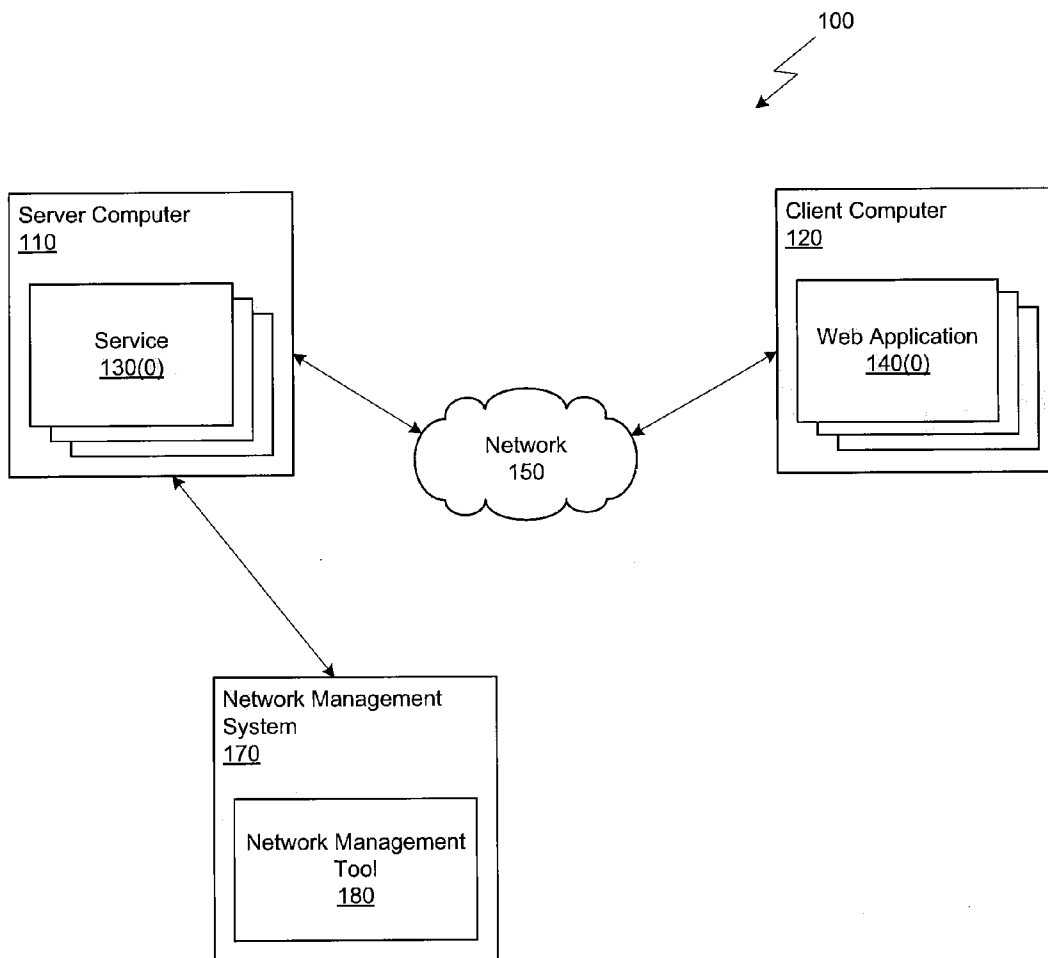 100
Server Computer
110
Service
130(0)
Client Computer
120
Web Application
140(0)
Network
150
Network Management
System
170
Network Management
Tool
180